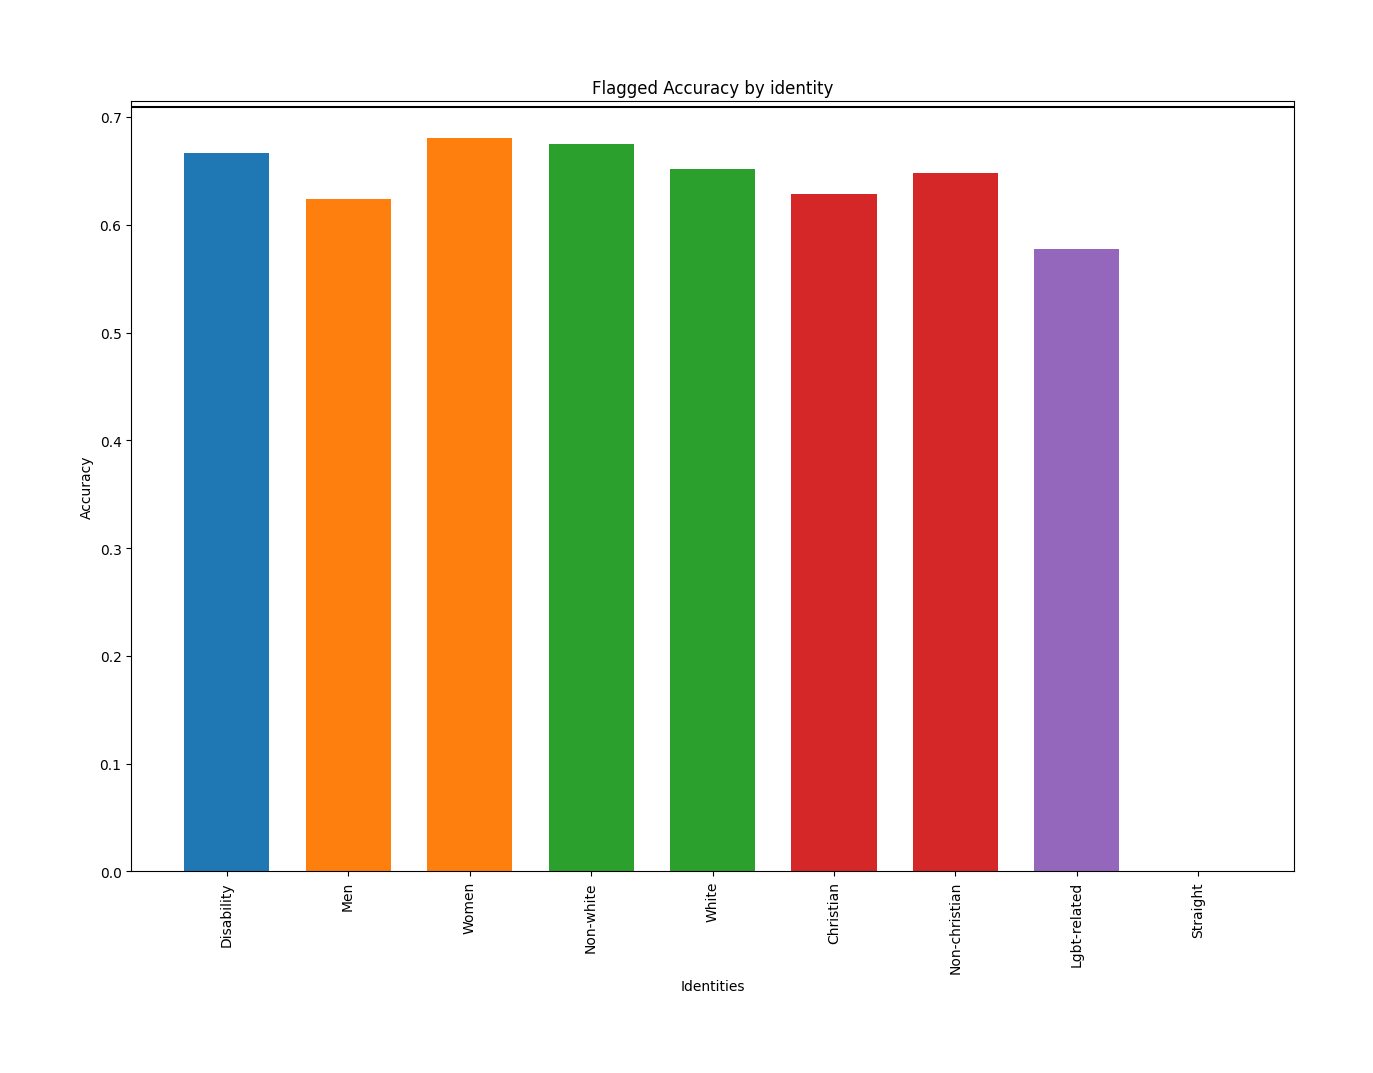 Flagged Accuracy by identity
0.7
0.6
0.5
0.4
0.3
0.2
0.1
0.0
Accuracy
Disability
Men
Women
Non-white
White
Christian
Non-christian
Lgbt-related
Straight
Identities